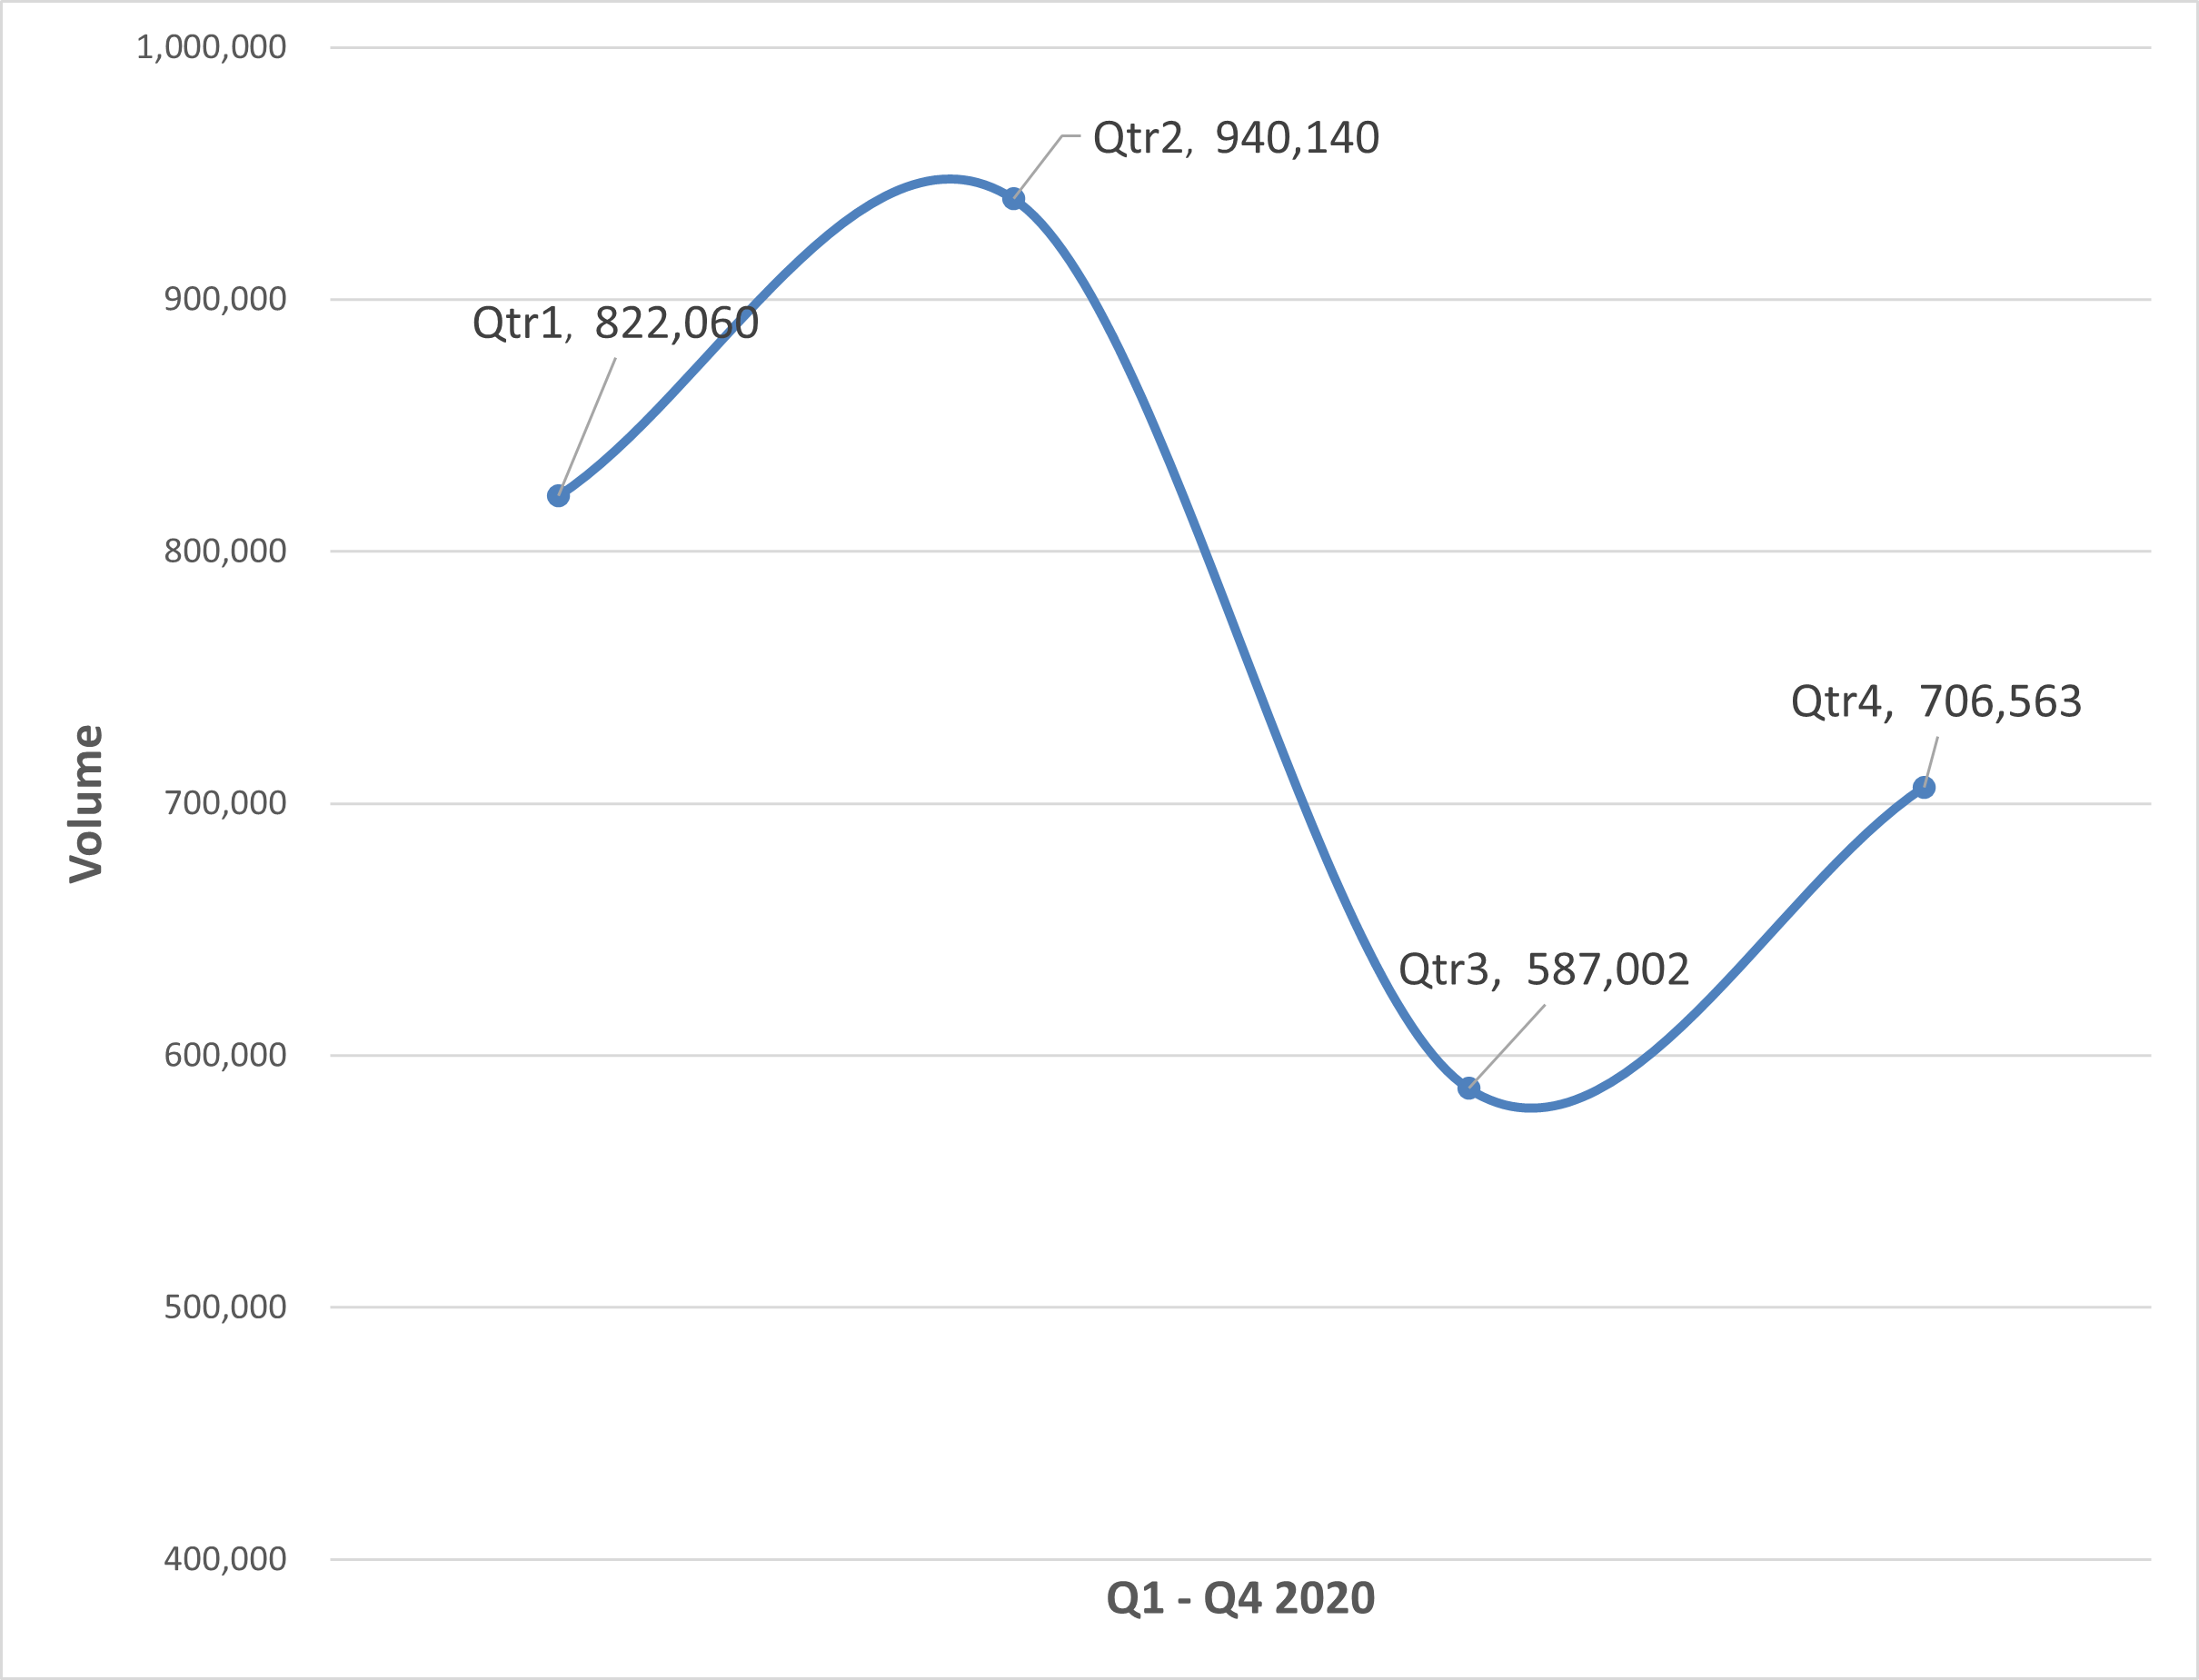 1,000,000
Qtr2, 940,140
900,000
Qtr1, 822,060
800,000
Qtr4, 706,563
Volume
700,000
Qtr3, 587,002
600,000
500,000
400,000
Q1 - Q4 2020